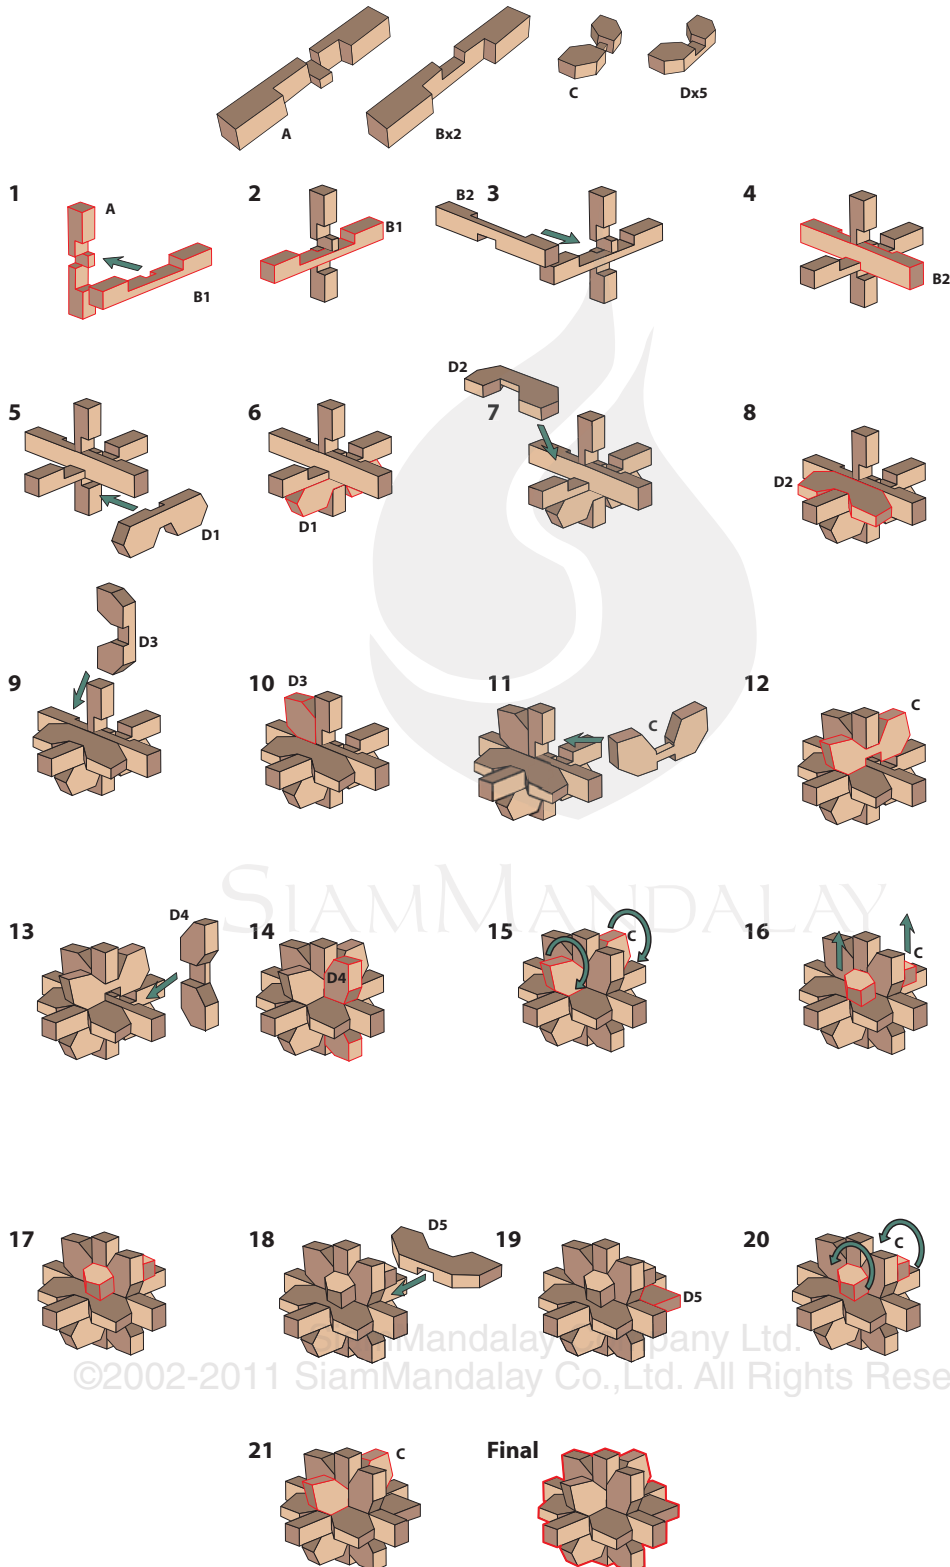 A
Bx2
C
Dx5
1
A
B1
2
B1
3
B2
4
B2
5
D1
6
D1
7
D2
8
D2
9
D3
10
D3
11
C
12
C
SIAMMANDALAY
13
D4
14
D4
15
C
16
C
17
18
D5
19
D5
20
C
SiamMandalay Company Ltd.
©2002-2011 SiamMandalay Co.,Ltd. All Rights Rese
21
C
Final